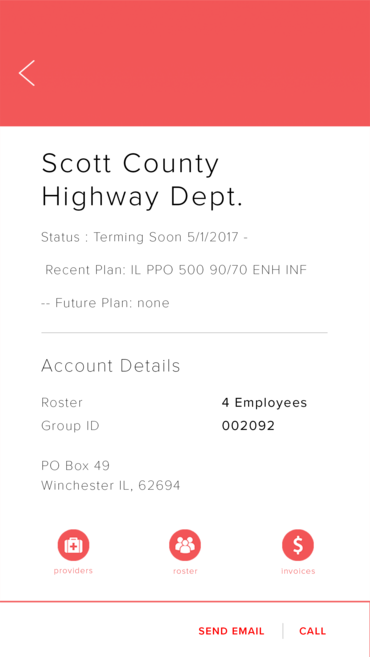 Scott County
Highway Dept.
Status : Terming Soon 5/1/2017 -
Recent Plan: IL PPO 500 90/70 ENH INF
-- Future Plan: none
Account Details
Roster 4 Employees
Group ID 002092
PO Box 49
Winchester IL, 62694
providers roster invoices
SEND EMAIL CALL